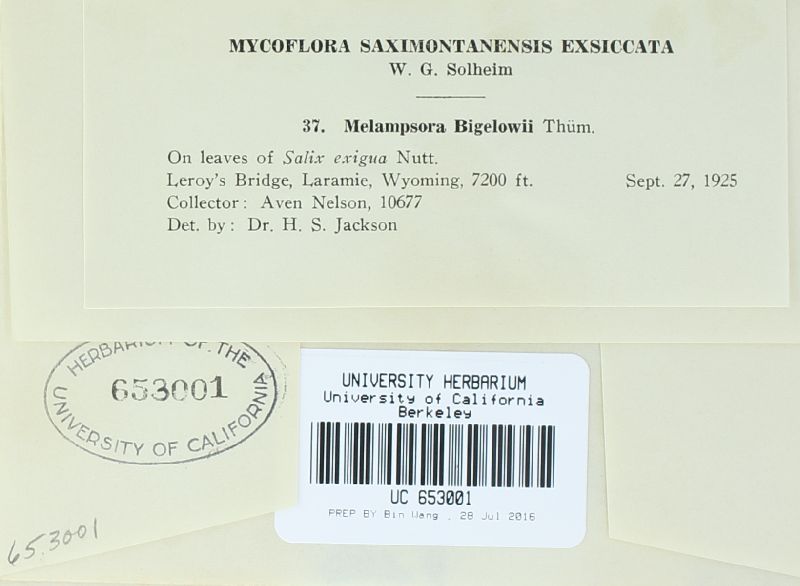 MYCOFLORA SAXIMONTANENSIS EXSICCATA
W. G. Solheim
37. Melampsora Bigelowii Thüm.
On leaves of Salix exigua Nutt.
Leroy's Bridge, Laramie, Wyoming, 7200 ft. Sept. 27, 1925
Collector: Aven Nelson, 10677
Det. by: Dr. H. S. Jackson
HERBARIUM OF THE
653001
UNIVERSITY OF CALIFORNIA
UNIVERSITY HERBARIUM
University of California
Berkeley
UC 653001
PREP BY Bin Wang , 28 Jul 2016
653001